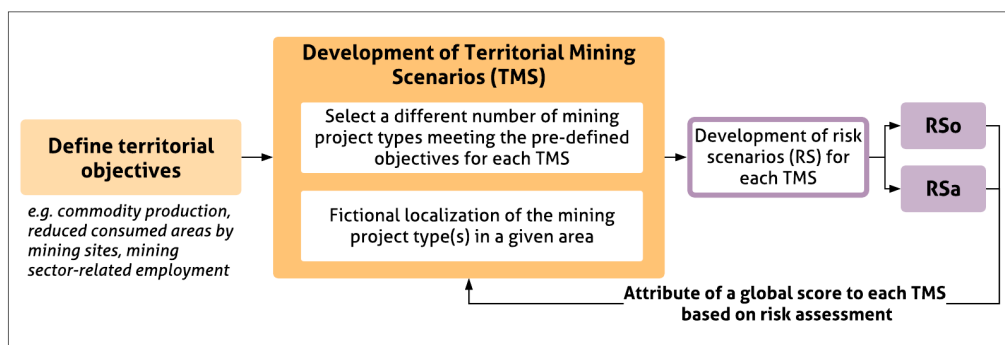 Define territorial
objectives
e.g. commodity production,
reduced consumed areas by
mining sites, mining
sector-related employment
Development of Territorial Mining
Scenarios (TMS)
Select a different number of mining
project types meeting the pre-defined
objectives for each TMS
Fictional localization of the mining
project type(s) in a given area
Development of risk
scenarios (RS) for
each TMS
RSo
RSa
Attribute of a global score to each TMS
based on risk assessment